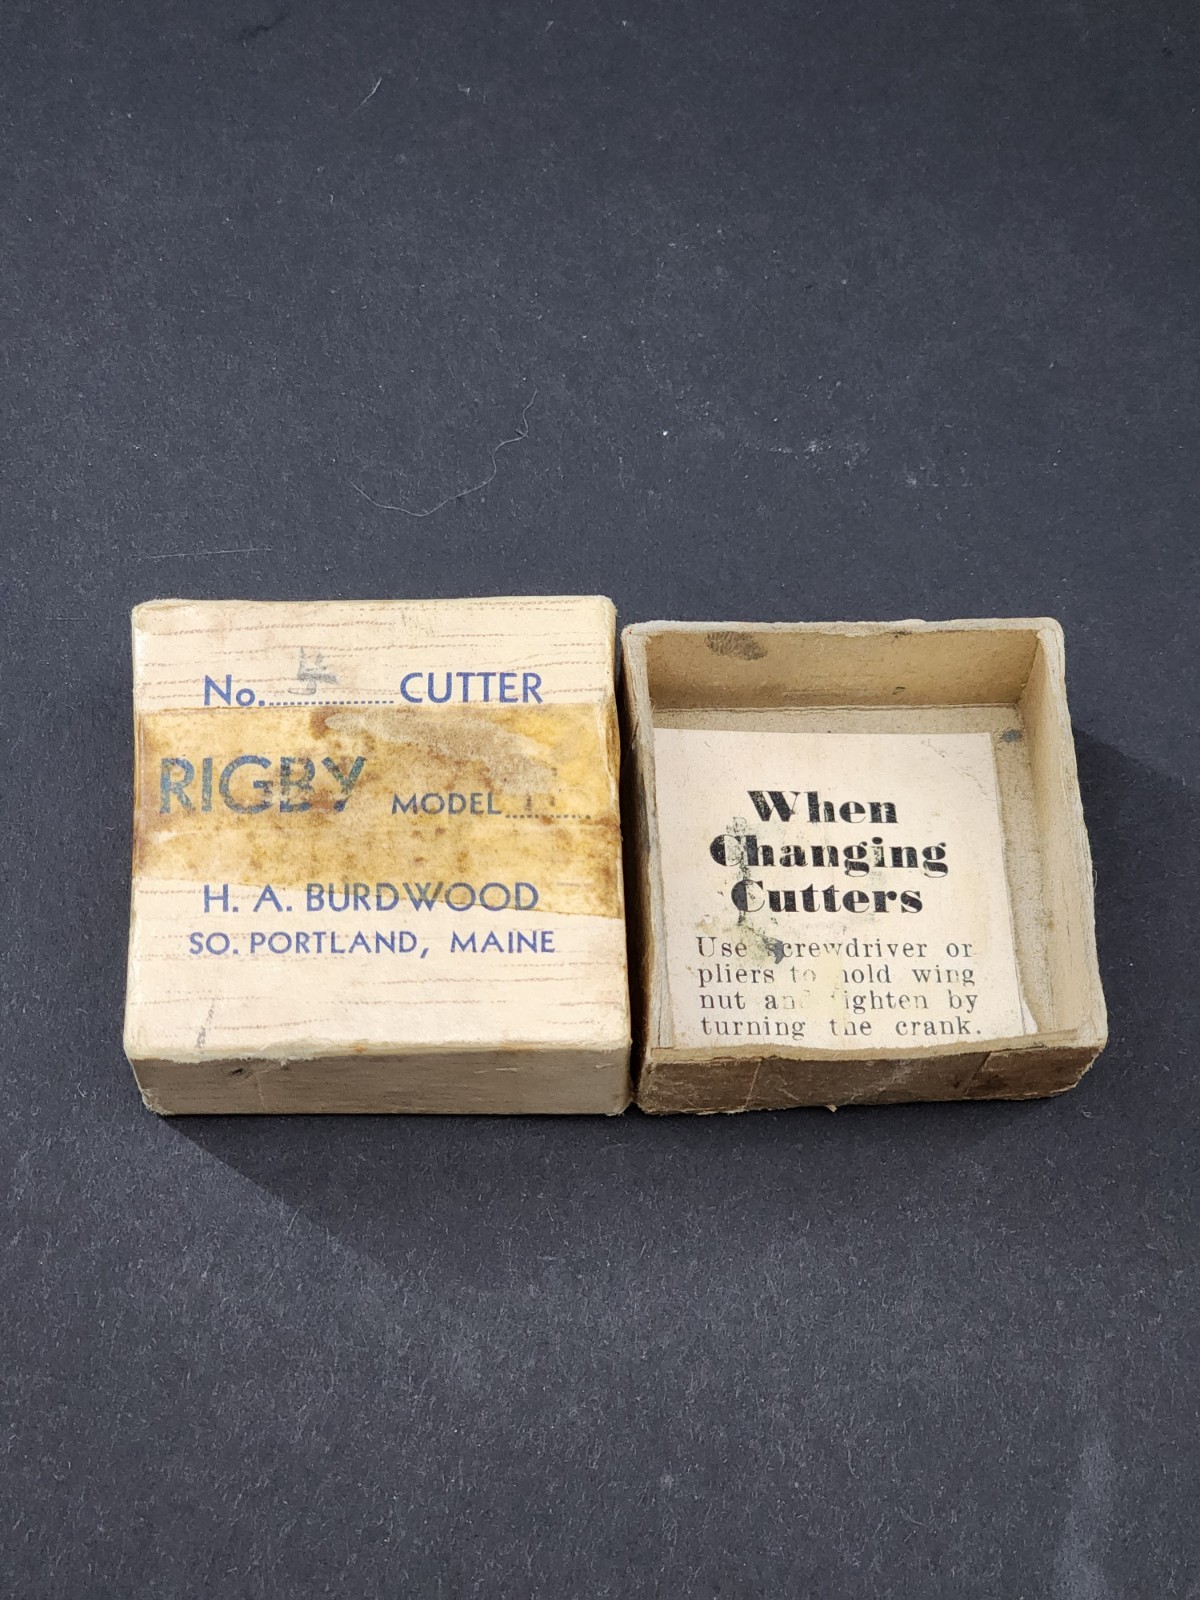 No. 5 CUTTER
RIGBY MODEL
H. A. BURDWOOD
SO. PORTLAND, MAINE
When
Changing
Cutters
Use screwdriver or
pliers to hold wing
nut and tighten by
turning the crank.